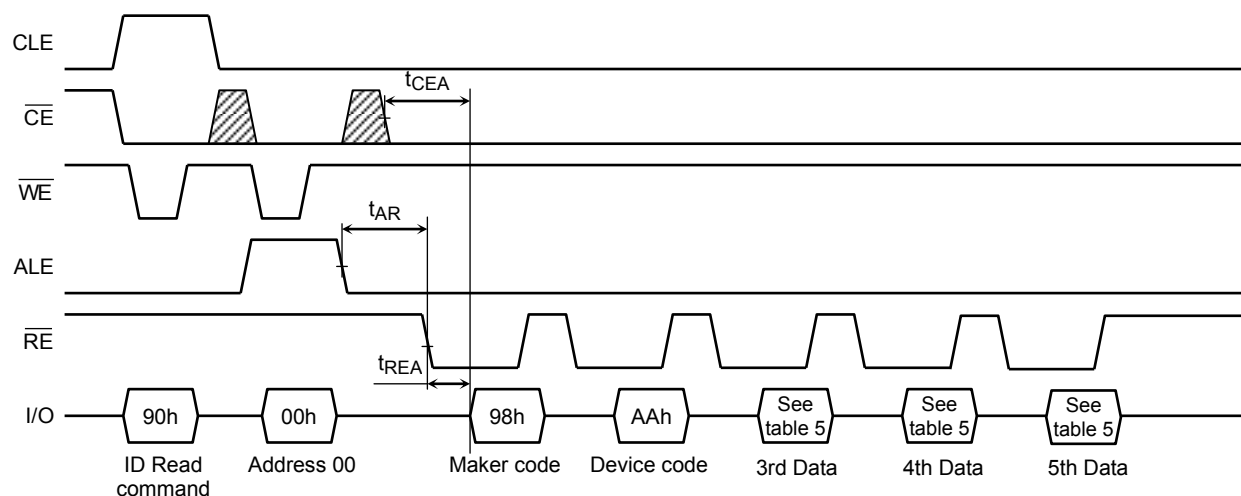 CLE
tCEA
CE
WE
tAR
ALE
RE
tREA
I/O
90h
00h
98h
AAh
See
table 5
See
table 5
See
table 5
ID Read
command
Address 00
Maker code
Device code
3rd Data
4th Data
5th Data